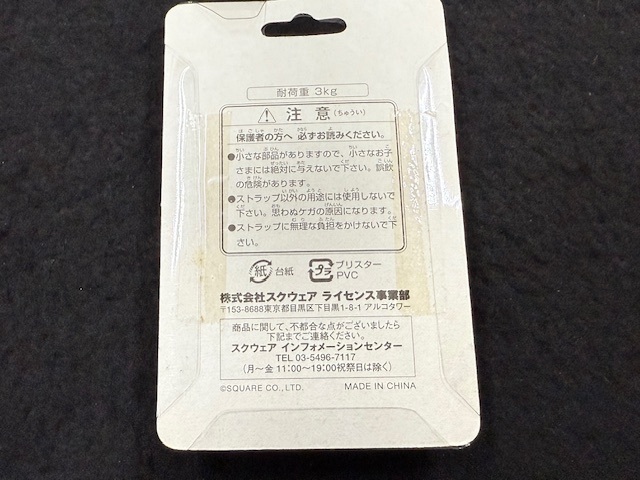 耐荷重 3kg
注意(ちゅうい)
保護者の方へ 必ずお読みください。
●小さな部品がありますので、小さなお子
さまには絶対に与えないで下さい。誤飲
の危険があります。
●ストラップ以外の用途には使用しないで
下さい。思わぬケガの原因になります。
●ストラップに無理な負担をかけないで下
さい。
紙 台紙 プラ ブリスター
PVC
株式会社スクウェア ライセンス事業部
〒153-8688東京都目黒区下目黒1-8-1 アルコタワー
商品に関して、不都合な点がございましたら
下記までご連絡ください。
スクウェア インフォメーションセンター
TEL 03-5496-7117
(月〜金 11:00〜19:00祝祭日は除く)
©SQUARE CO., LTD. MADE IN CHINA